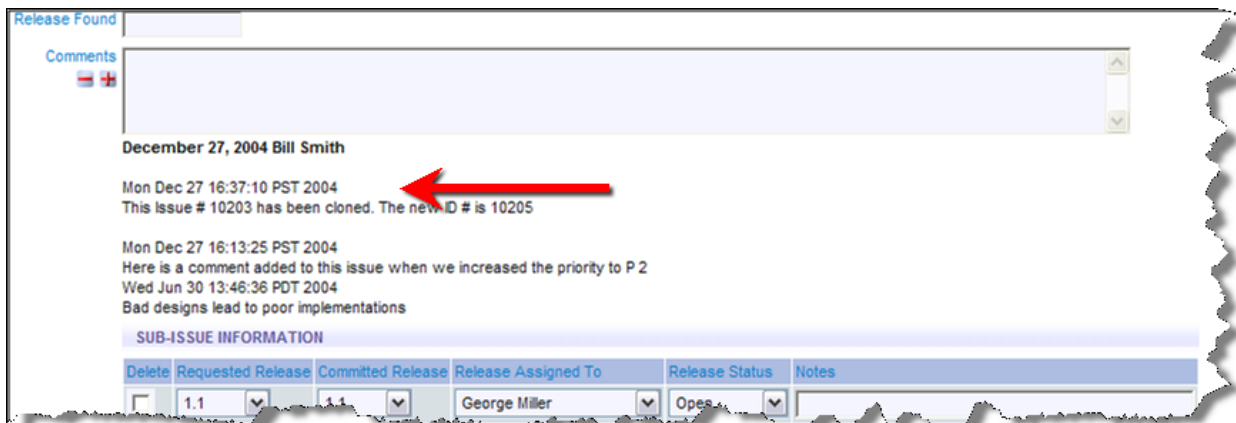 Release Found
Comments
December 27, 2004 Bill Smith
Mon Dec 27 16:37:10 PST 2004
This Issue # 10203 has been cloned. The new ID # is 10205
Mon Dec 27 16:13:25 PST 2004
Here is a comment added to this issue when we increased the priority to P 2
Wed Jun 30 13:46:36 PDT 2004
Bad designs lead to poor implementations
SUB-ISSUE INFORMATION
Delete Requested Release Committed Release Release Assigned To Release Status Notes
1.1 1.1 George Miller Open